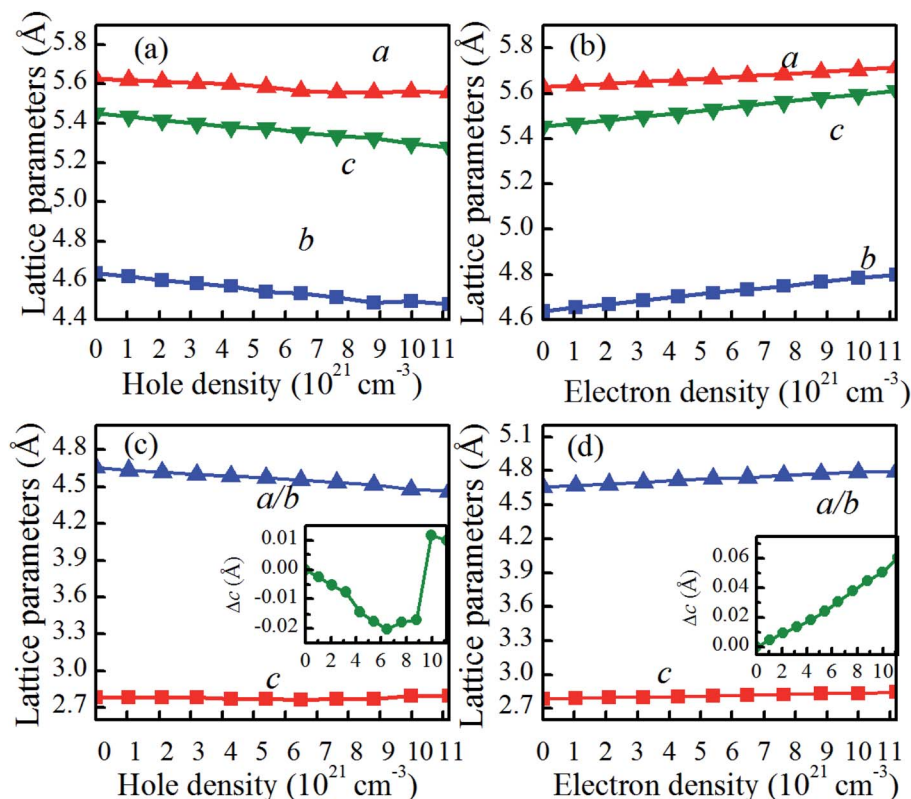 Lattice parameters (Å)
5.8
5.6
5.4
5.2
5.0
4.8
4.6
4.4
(a)
a
c
b
0 1 2 3 4 5 6 7 8 9 10 11
Hole density (10²¹ cm⁻³)
Lattice parameters (Å)
5.8
5.6
5.4
5.2
5.0
4.8
4.6
(b)
a
c
b
0 1 2 3 4 5 6 7 8 9 10 11
Electron density (10²¹ cm⁻³)
Lattice parameters (Å)
4.8
4.5
4.2
3.9
3.6
3.3
3.0
2.7
(c)
a/b
Δc (Å)
0.01
0.00
-0.01
-0.02
0 2 4 6 8 10
c
0 1 2 3 4 5 6 7 8 9 10 11
Hole density (10²¹ cm⁻³)
Lattice parameters (Å)
5.1
4.8
4.5
4.2
3.9
3.6
3.3
3.0
2.7
(d)
a/b
Δc (Å)
0.06
0.04
0.02
0.00
0 2 4 6 8 10
c
0 1 2 3 4 5 6 7 8 9 10 11
Electron density (10²¹ cm⁻³)